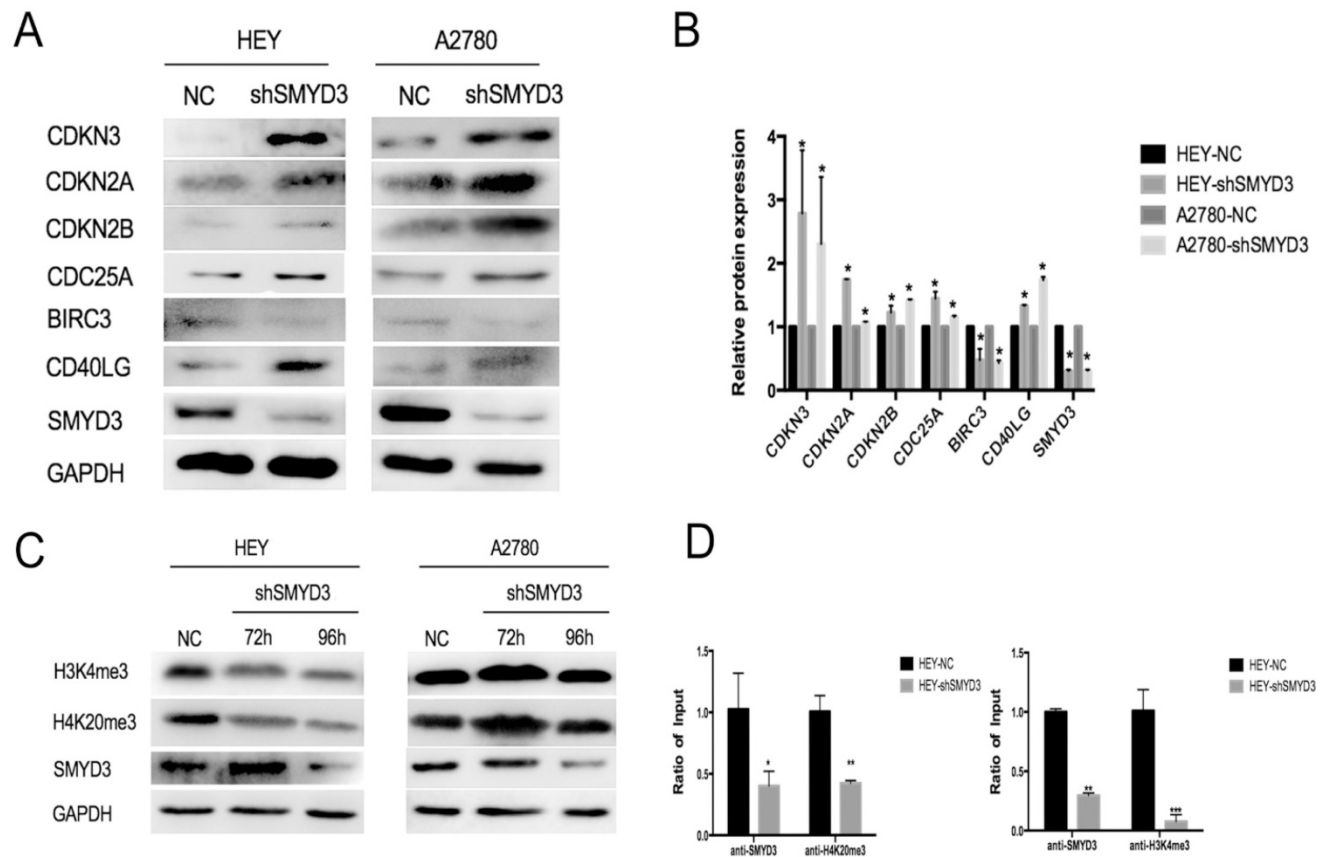 A
HEY A2780
NC shSMYD3 NC shSMYD3
CDKN3
CDKN2A
CDKN2B
CDC25A
BIRC3
CD40LG
SMYD3
GAPDH
B
Relative protein expression
4
3
2
1
0
* * * * * * * * * * * * * *
CDKN3 CDKN2A CDKN2B CDC25A BIRC3 CD40LG SMYD3
HEY-NC
HEY-shSMYD3
A2780-NC
A2780-shSMYD3
C
HEY A2780
shSMYD3 shSMYD3
NC 72h 96h NC 72h 96h
H3K4me3
H4K20me3
SMYD3
GAPDH
D
Ratio of Input
1.5
1.0
0.5
0.0
* **
anti-SMYD3 anti-H4K20me3
HEY-NC
HEY-shSMYD3
Ratio of Input
1.5
1.0
0.5
0.0
** ***
anti-SMYD3 anti-H3K4me3
HEY-NC
HEY-shSMYD3